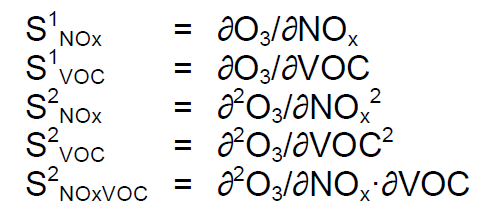 S¹NOx = ∂O₃/∂NOₓ
S¹VOC = ∂O₃/∂VOC
S²NOx = ∂²O₃/∂NOₓ²
S²VOC = ∂²O₃/∂VOC²
S²NOxVOC = ∂²O₃/∂NOₓ·∂VOC